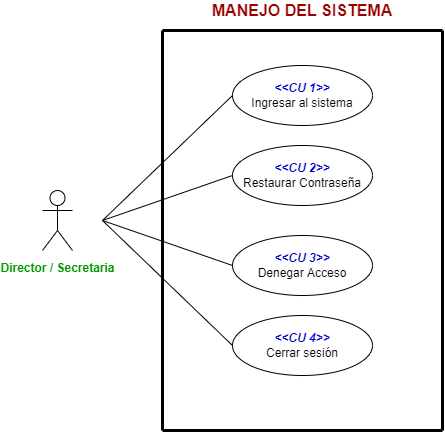 MANEJO DEL SISTEMA
<<CU 1>>
Ingresar al sistema
<<CU 2>>
Restaurar Contraseña
<<CU 3>>
Denegar Acceso
<<CU 4>>
Cerrar sesión
Director / Secretaria